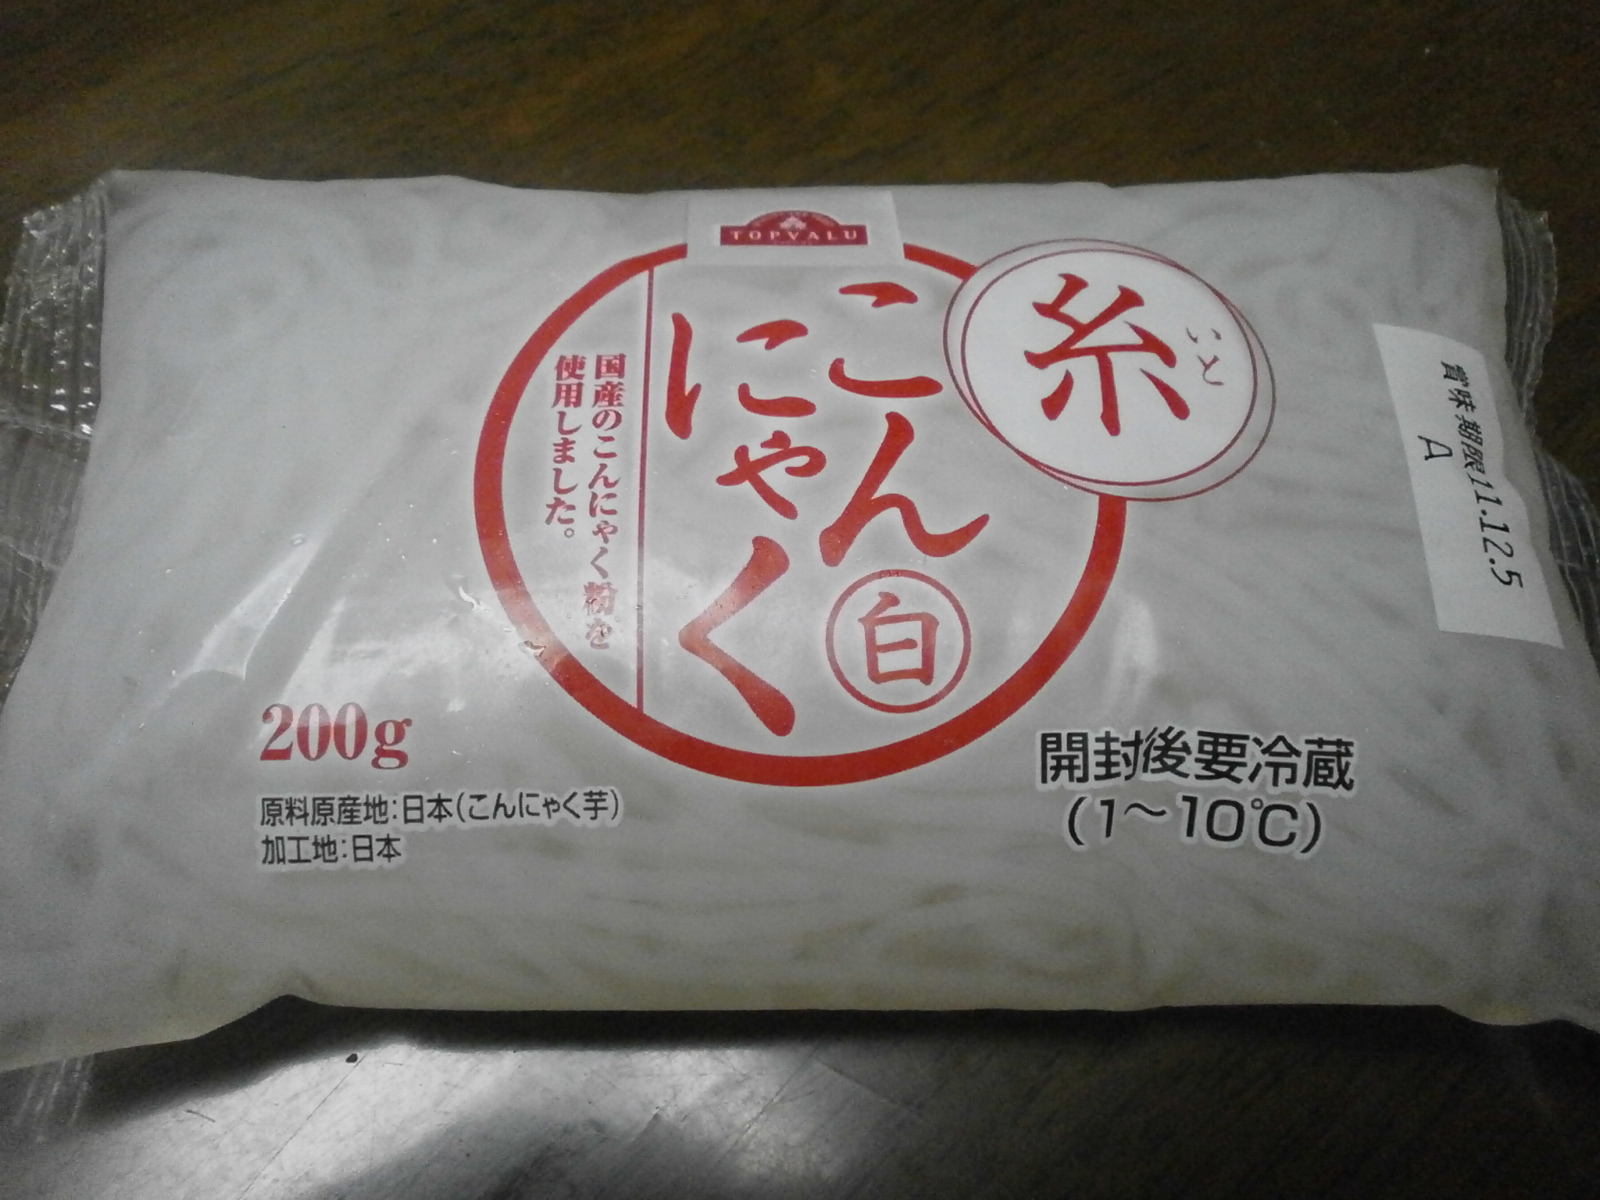 TOPVALU
糸
いと
こん
にゃく
白
国産のこんにゃく粉を
使用しました。
賞味期限11.12.5
A
200g
原料原産地:日本(こんにゃく芋)
加工地:日本
開封後要冷蔵
(1～10℃)